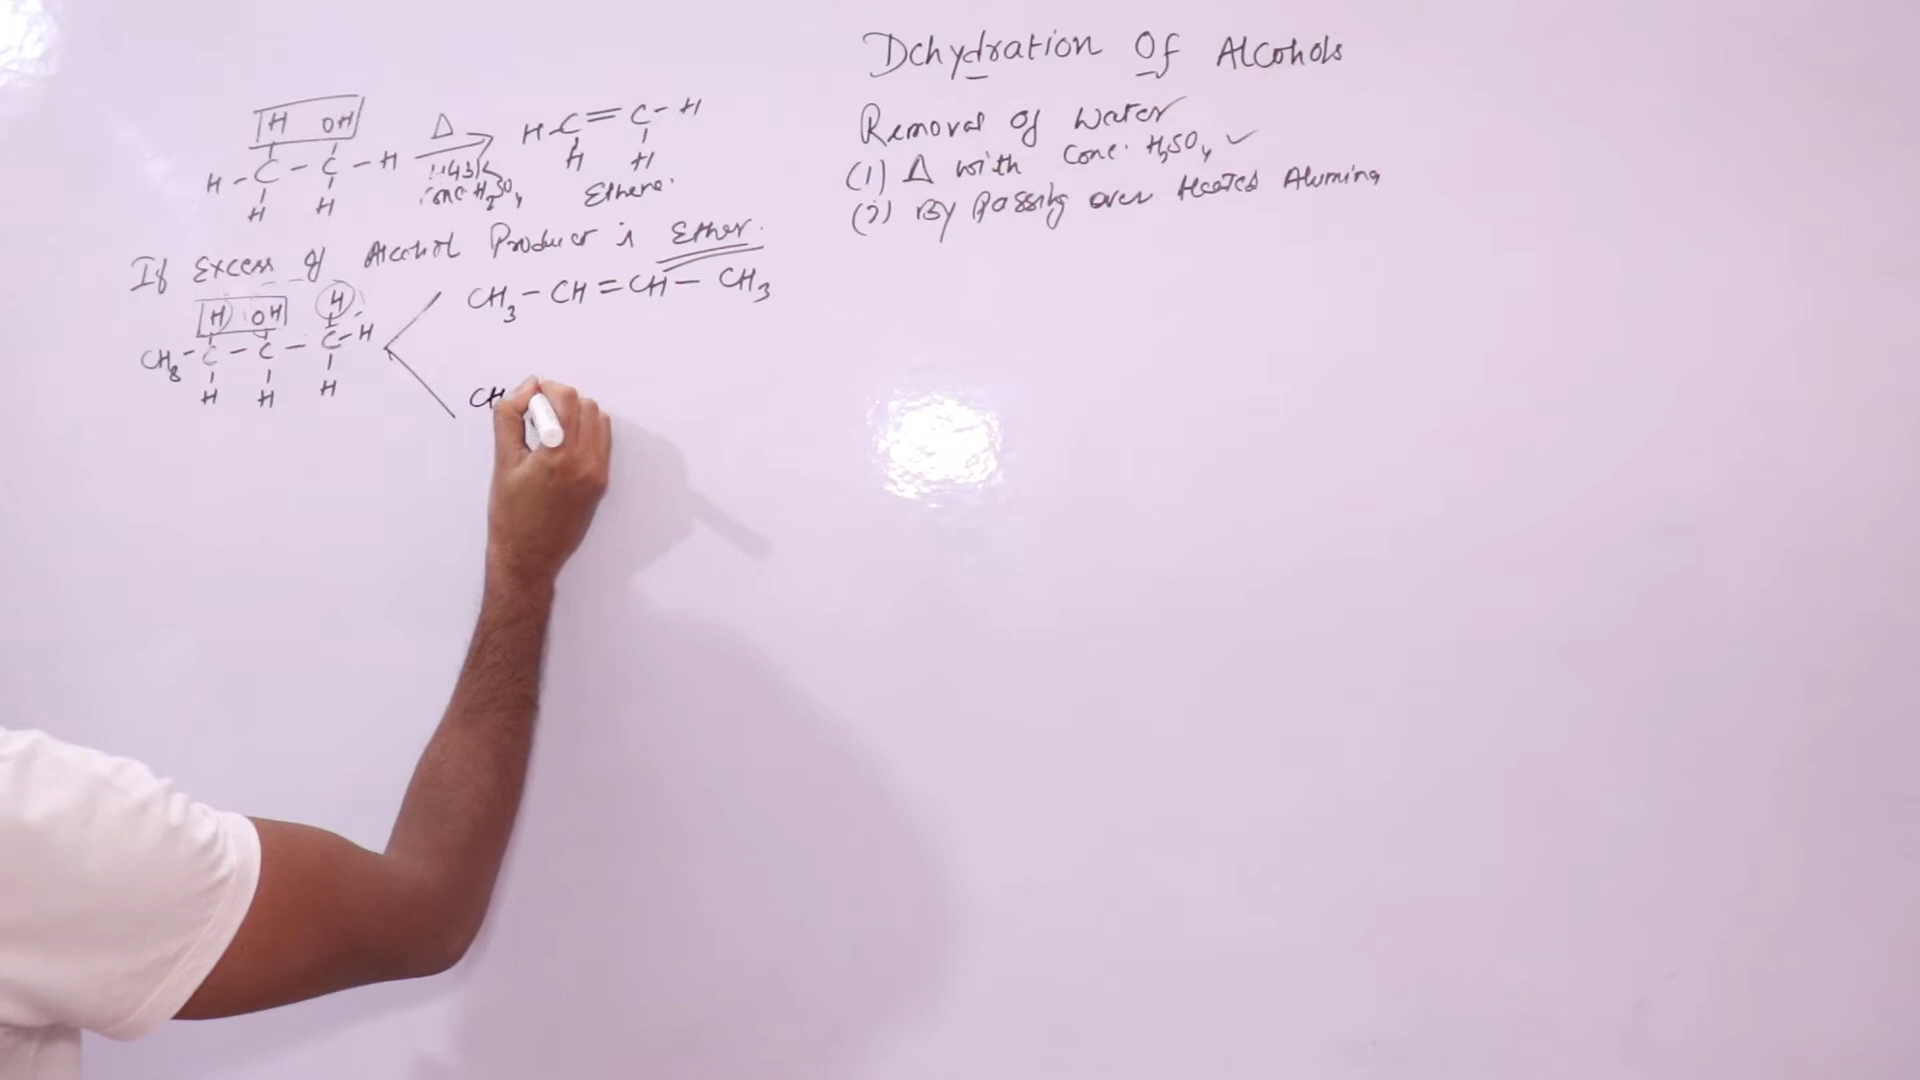 Dehydration Of Alcohols
Removal of Water
(1) Δ with Conc. H2SO4 ✓
(2) By Passing over Heated Alumina
H OH
H - C - C - H
H H
Δ
Conc H2SO4
H - C = C - H
H H
Ethene.
If Excess of Alcohol Product is Ether.
H OH H
CH3 - C - C - C - H
H H H
CH3 - CH = CH - CH3
CH